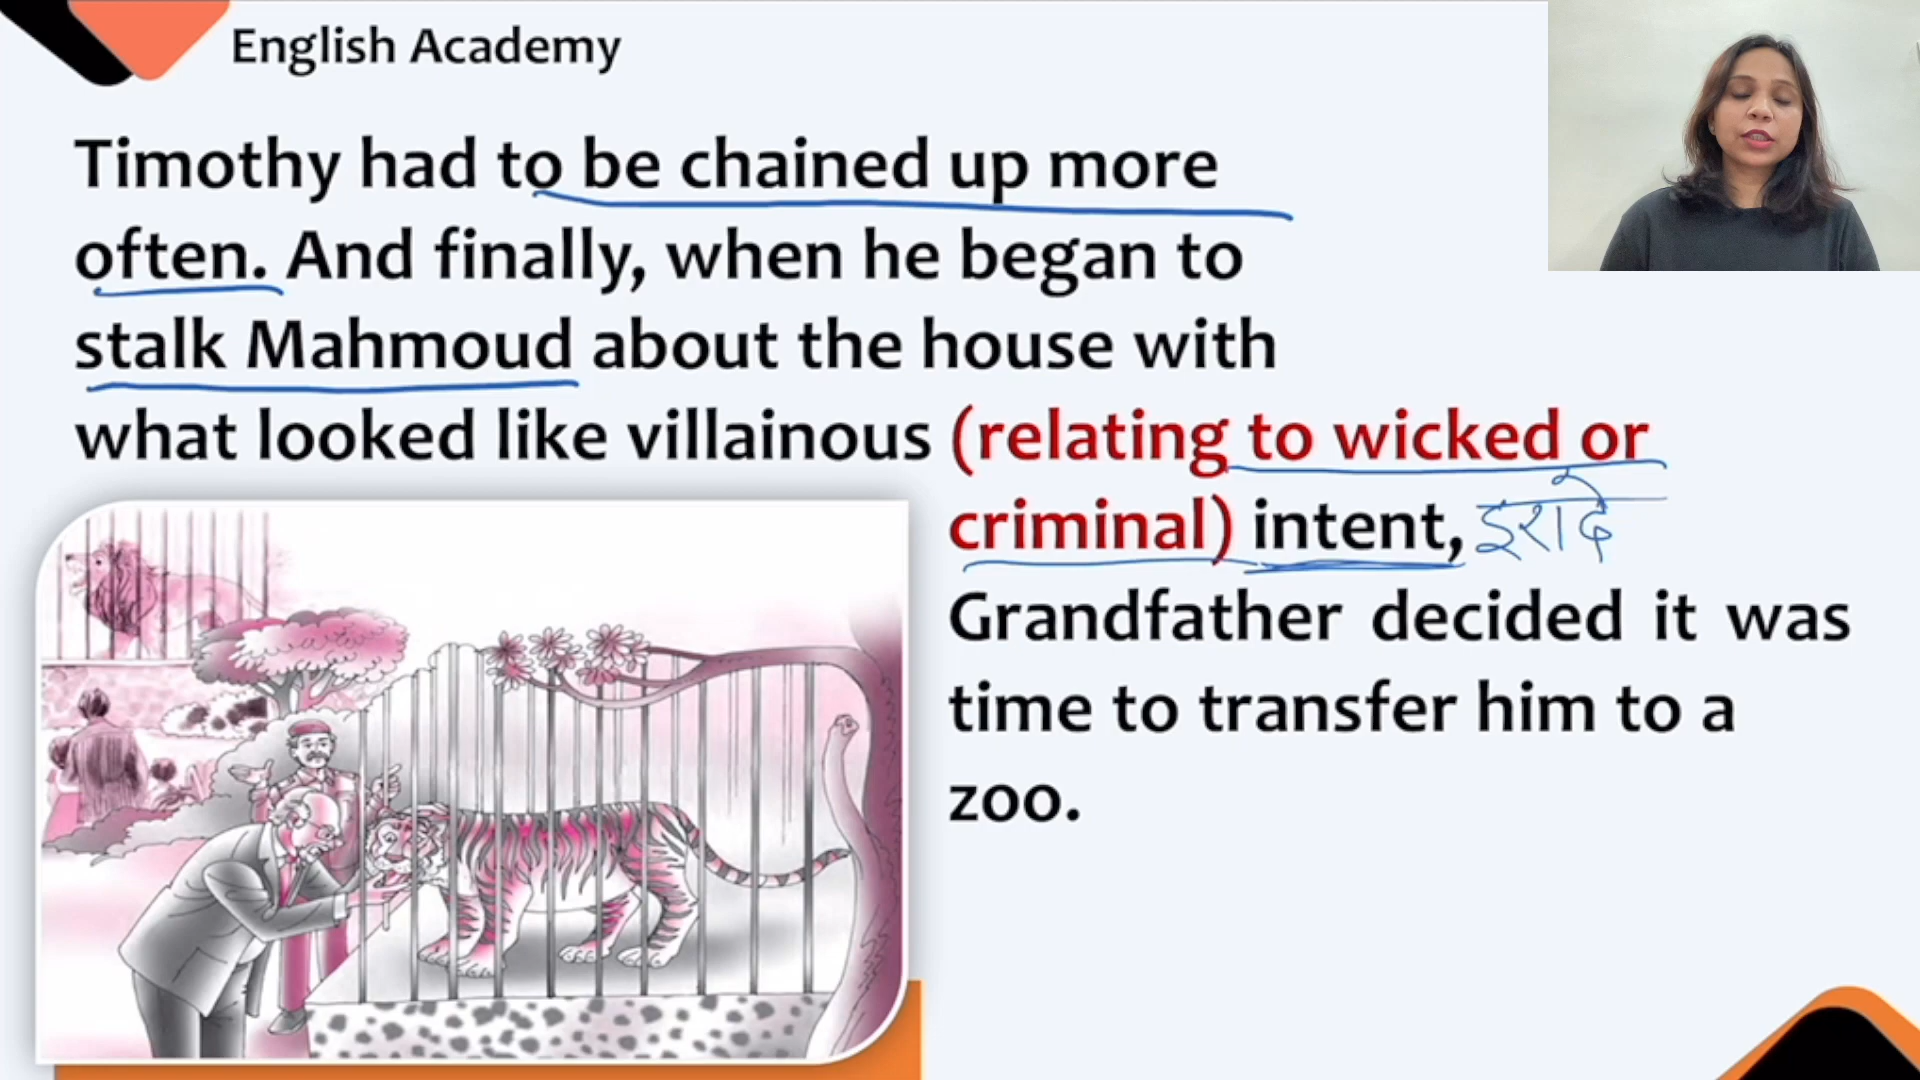 English Academy
Timothy had to be chained up more
often. And finally, when he began to
stalk Mahmoud about the house with
what looked like villainous (relating to wicked or
criminal) intent, इरादे
Grandfather decided it was
time to transfer him to a
zoo.